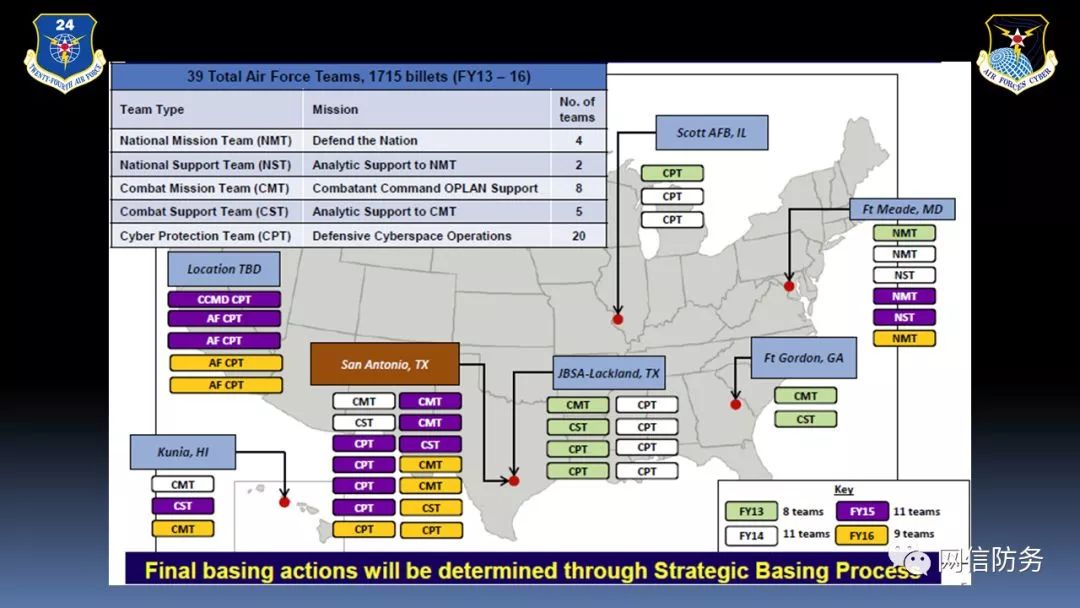 24
TWENTY-FOURTH AIR FORCE
AIR FORCES CYBER
39 Total Air Force Teams, 1715 billets (FY13 – 16)
Team Type Mission No. of teams
National Mission Team (NMT) Defend the Nation 4
National Support Team (NST) Analytic Support to NMT 2
Combat Mission Team (CMT) Combatant Command OPLAN Support 8
Combat Support Team (CST) Analytic Support to CMT 5
Cyber Protection Team (CPT) Defensive Cyberspace Operations 20
Scott AFB, IL
CPT
CPT
CPT
Ft Meade, MD
NMT
NMT
NST
NMT
NST
NMT
Location TBD
CCMD CPT
AF CPT
AF CPT
AF CPT
AF CPT
San Antonio, TX
CMT CMT
CST CMT
CPT CST
CPT CMT
CPT CMT
CPT CST
CPT CPT
JBSA-Lackland, TX
CMT CPT
CST CPT
CPT CPT
CPT CPT
Ft Gordon, GA
CMT
CST
Kunia, HI
CMT
CST
CMT
Key
FY13 8 teams FY15 11 teams
FY14 11 teams FY16 9 teams
Final basing actions will be determined through Strategic Basing Process
网信防务